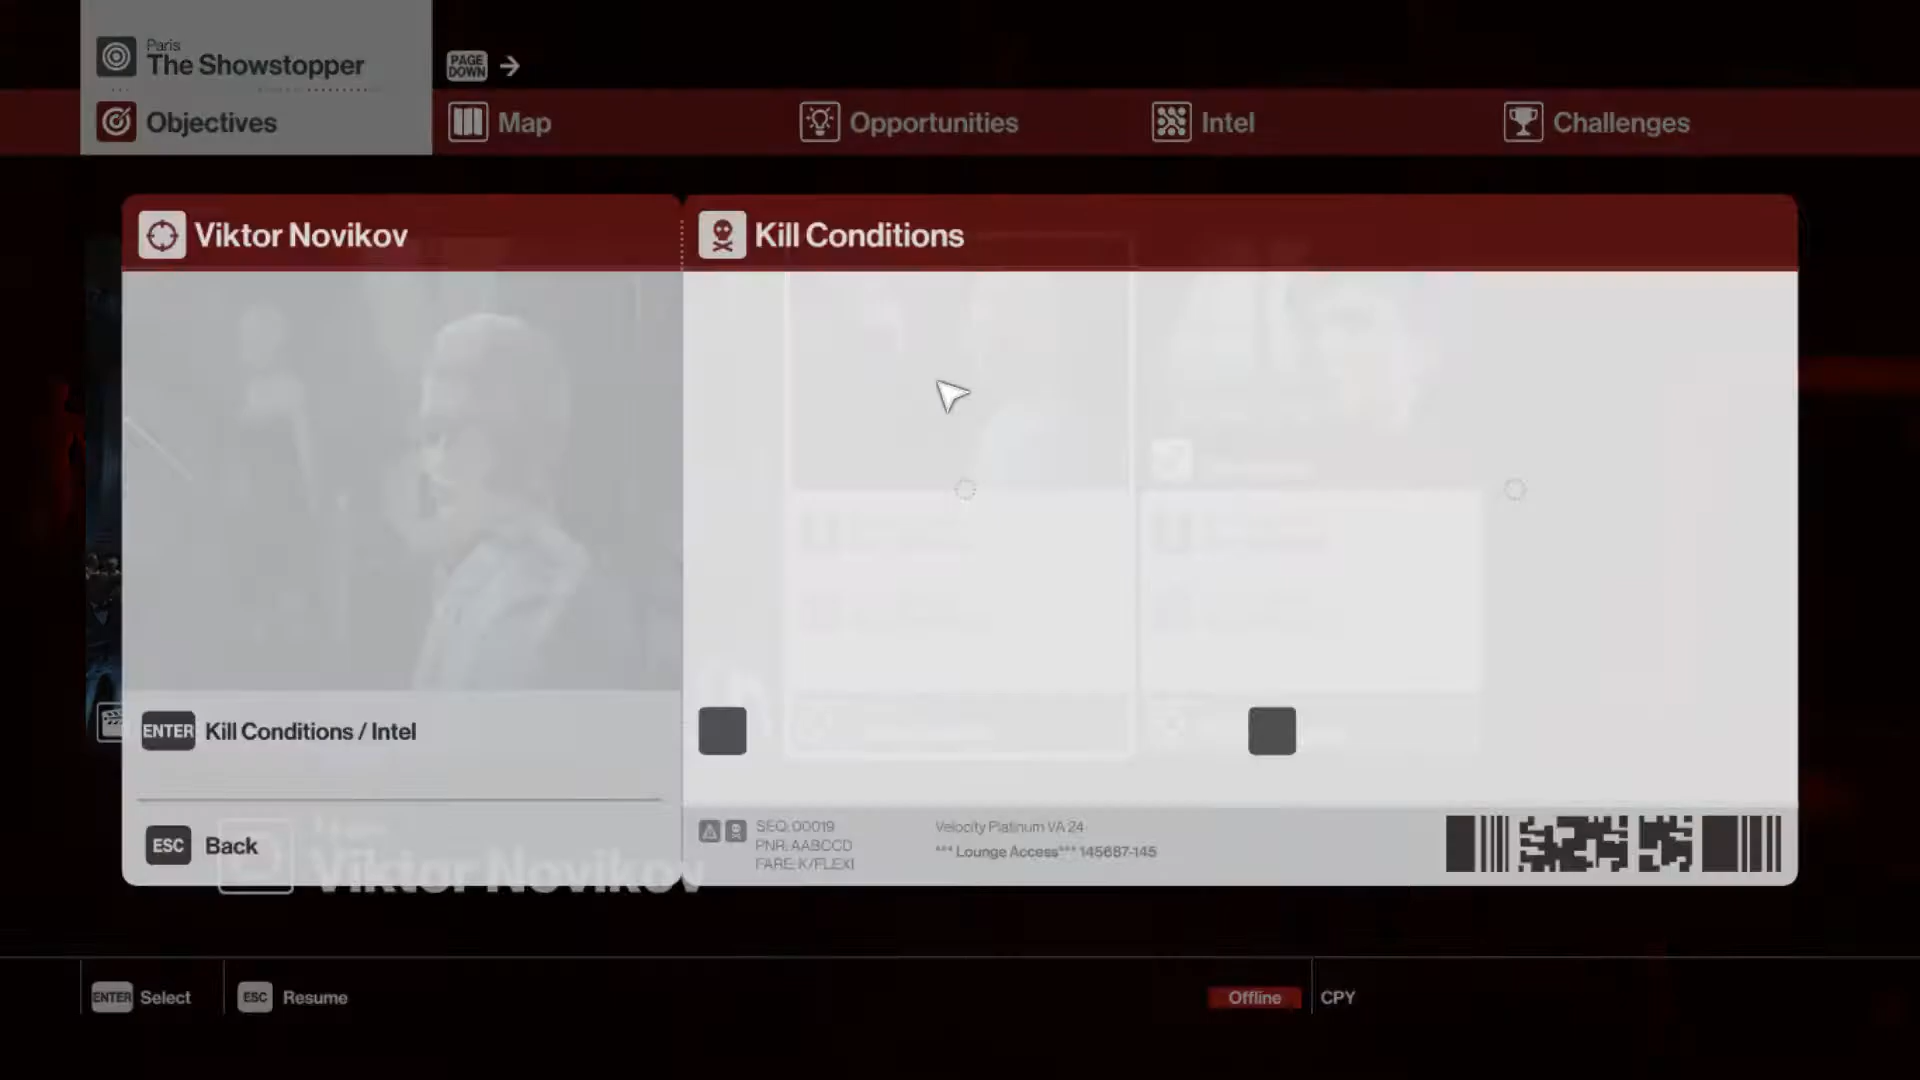 Paris
The Showstopper
PAGE DOWN
Objectives
Map
Opportunities
Intel
Challenges
Viktor Novikov
Kill Conditions
ENTER Kill Conditions / Intel
ESC Back
Viktor Novikov
SEQ: 00019
PNR: AABCCD
FARE: K/FLEXI
Velocity Platinum VA 24
*** Lounge Access*** 145687-145
ENTER Select
ESC Resume
Offline
CPY